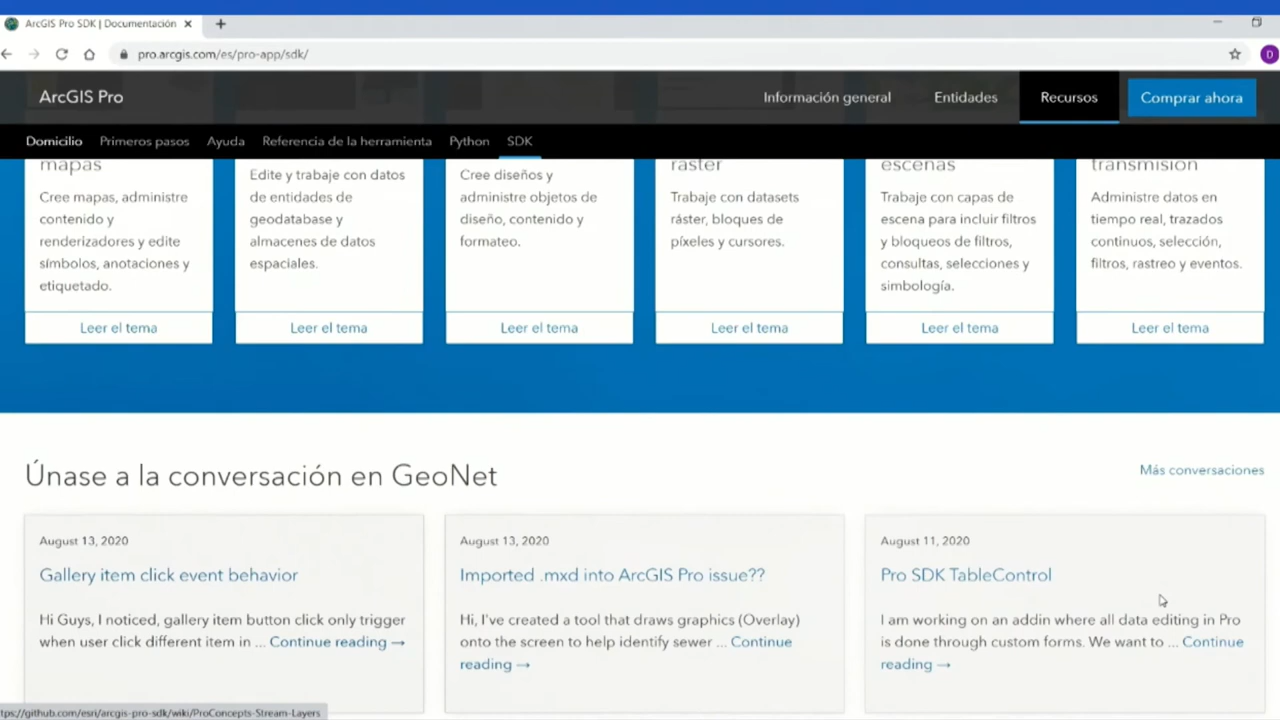 ArcGIS Pro SDK | Documentación
pro.arcgis.com/es/pro-app/sdk/
D
ArcGIS Pro
Información general
Entidades
Recursos
Comprar ahora
Domicilio
Primeros pasos
Ayuda
Referencia de la herramienta
Python
SDK
mapas
Cree mapas, administre
contenido y
renderizadores y edite
símbolos, anotaciones y
etiquetado.
Leer el tema
Edite y trabaje con datos
de entidades de
geodatabase y
almacenes de datos
espaciales.
Leer el tema
Cree diseños y
administre objetos de
diseño, contenido y
formateo.
Leer el tema
raster
Trabaje con datasets
ráster, bloques de
píxeles y cursores.
Leer el tema
escenas
Trabaje con capas de
escena para incluir filtros
y bloqueos de filtros,
consultas, selecciones y
simbología.
Leer el tema
transmisión
Administre datos en
tiempo real, trazados
continuos, selección,
filtros, rastreo y eventos.
Leer el tema
Únase a la conversación en GeoNet
Más conversaciones
August 13, 2020
Gallery item click event behavior
Hi Guys, I noticed, gallery item button click only trigger
when user click different item in ... Continue reading →
August 13, 2020
Imported .mxd into ArcGIS Pro issue??
Hi, I've created a tool that draws graphics (Overlay)
onto the screen to help identify sewer ... Continue
reading →
August 11, 2020
Pro SDK TableControl
I am working on an addin where all data editing in Pro
is done through custom forms. We want to ... Continue
reading →
tps://github.com/esri/arcgis-pro-sdk/wiki/ProConcepts-Stream-Layers